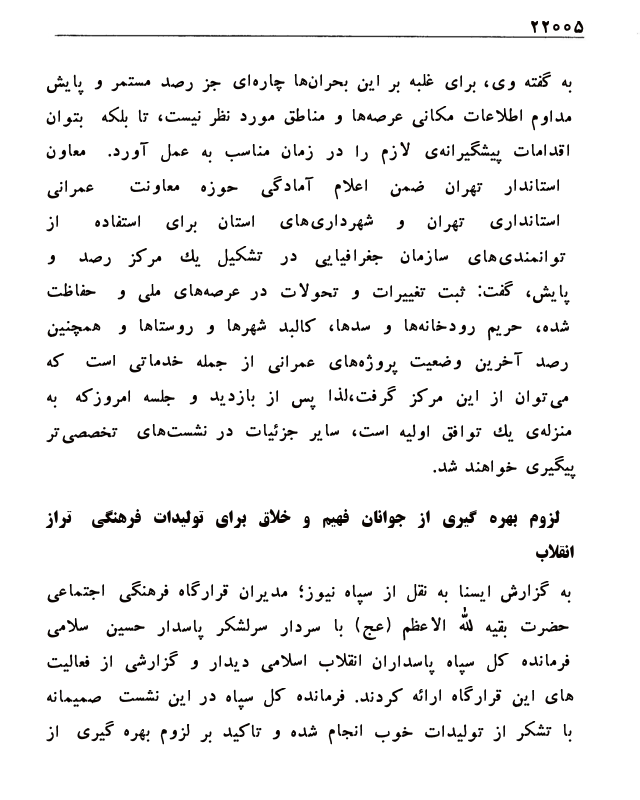 ۲۲۰۰۵
به گفته وی، برای غلبه بر این بحران‌ها چاره‌ای جز رصد مستمر و پایش
مداوم اطلاعات مکانی عرصه‌ها و مناطق مورد نظر نیست، تا بلکه بتوان
اقدامات پیشگیرانه‌ی لازم را در زمان مناسب به عمل آورد. معاون
استاندار تهران ضمن اعلام آمادگی حوزه معاونت عمرانی
استانداری تهران و شهرداری‌های استان برای استفاده از
توانمندی‌های سازمان جغرافیایی در تشکیل یك مرکز رصد و
پایش، گفت: ثبت تغییرات و تحولات در عرصه‌های ملی و حفاظت
شده، حریم رودخانه‌ها و سدها، کالبد شهرها و روستاها و همچنین
رصد آخرین وضعیت پروژه‌های عمرانی از جمله خدماتی است که
می‌توان از این مرکز گرفت،لذا پس از بازدید و جلسه امروزکه به
منزله‌ی یك توافق اولیه است، سایر جزئیات در نشست‌های تخصصی‌تر
پیگیری خواهند شد.
لزوم بهره گیری از جوانان فهیم و خلاق برای تولیدات فرهنگی تراز
انقلاب
به گزارش ایسنا به نقل از سپاه نیوز؛ مدیران قرارگاه فرهنگی اجتماعی
حضرت بقیه الله الاعظم (عج) با سردار سرلشکر پاسدار حسین سلامی
فرمانده کل سپاه پاسداران انقلاب اسلامی دیدار و گزارشی از فعالیت
های این قرارگاه ارائه کردند. فرمانده کل سپاه در این نشست صمیمانه
با تشکر از تولیدات خوب انجام شده و تاکید بر لزوم بهره گیری از